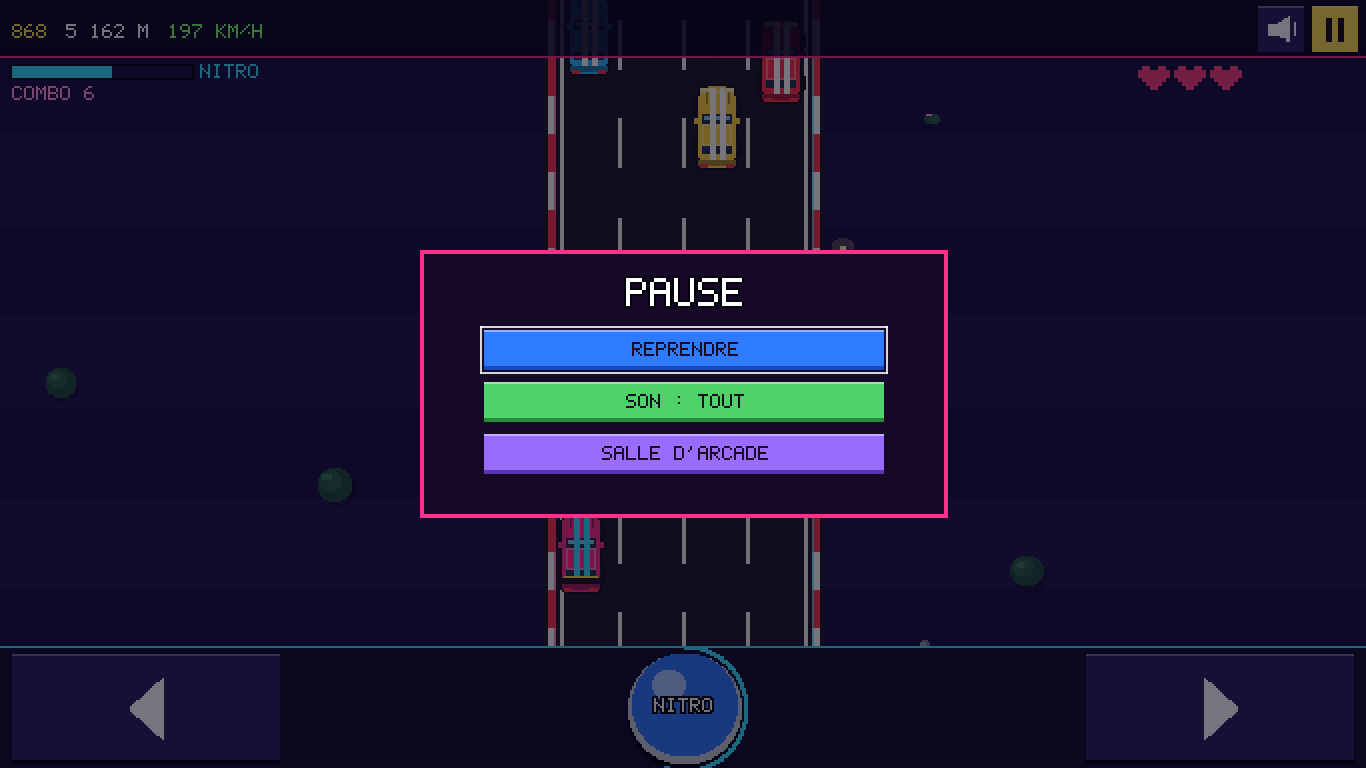 868 5 162 M 197 KM/H
NITRO
COMBO 6
PAUSE
REPRENDRE
SON : TOUT
SALLE D'ARCADE
NITRO